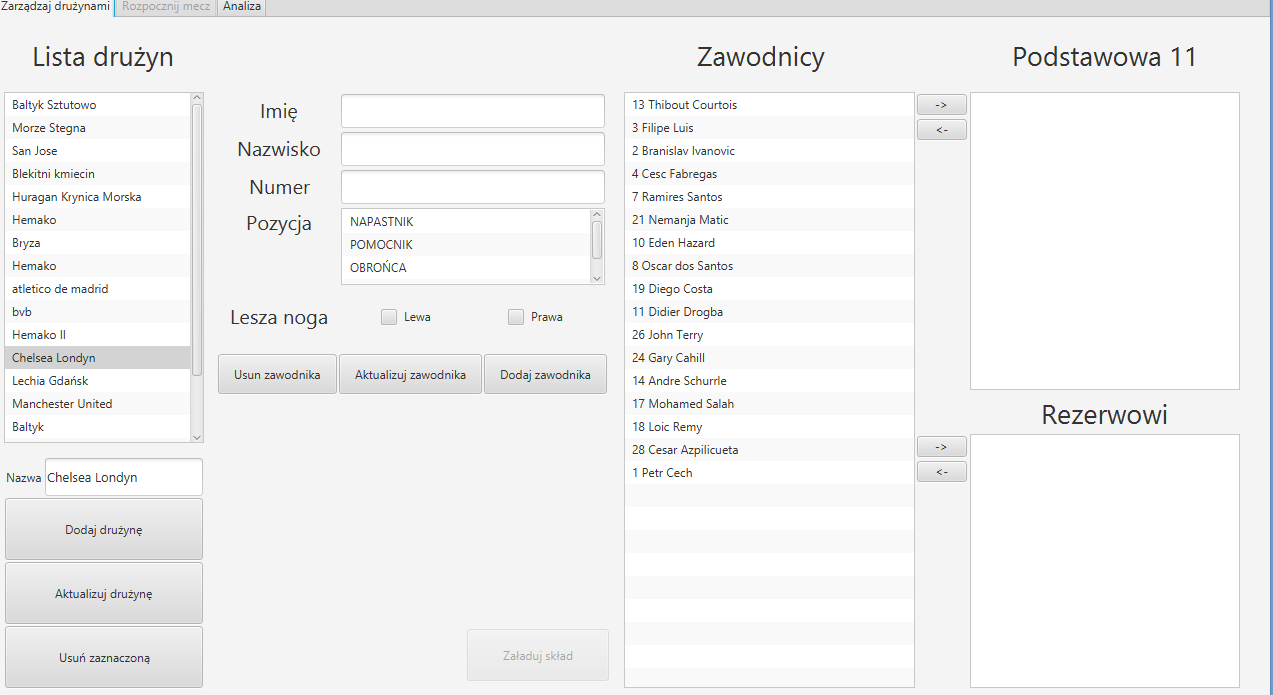 Zarządzaj drużynami Rozpocznij mecz Analiza
Lista drużyn
Baltyk Sztutowo
Morze Stegna
San Jose
Blekitni kmiecin
Huragan Krynica Morska
Hemako
Bryza
Hemako
atletico de madrid
bvb
Hemako II
Chelsea Londyn
Lechia Gdańsk
Manchester United
Baltyk
Nazwa Chelsea Londyn
Dodaj drużynę
Aktualizuj drużynę
Usuń zaznaczoną
Imię
Nazwisko
Numer
Pozycja
NAPASTNIK
POMOCNIK
OBROŃCA
Lesza noga Lewa Prawa
Usun zawodnika Aktualizuj zawodnika Dodaj zawodnika
Załaduj skład
Zawodnicy
13 Thibout Courtois
3 Filipe Luis
2 Branislav Ivanovic
4 Cesc Fabregas
7 Ramires Santos
21 Nemanja Matic
10 Eden Hazard
8 Oscar dos Santos
19 Diego Costa
11 Didier Drogba
26 John Terry
24 Gary Cahill
14 Andre Schurrle
17 Mohamed Salah
18 Loic Remy
28 Cesar Azpilicueta
1 Petr Cech
->
<-
->
<-
Podstawowa 11
Rezerwowi